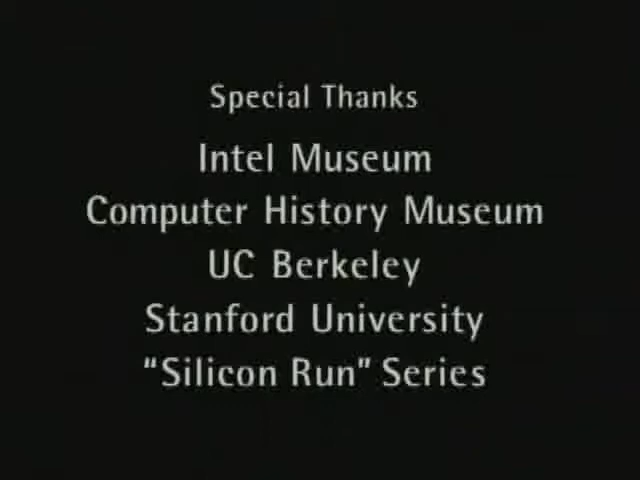 Special Thanks
Intel Museum
Computer History Museum
UC Berkeley
Stanford University
“Silicon Run” Series